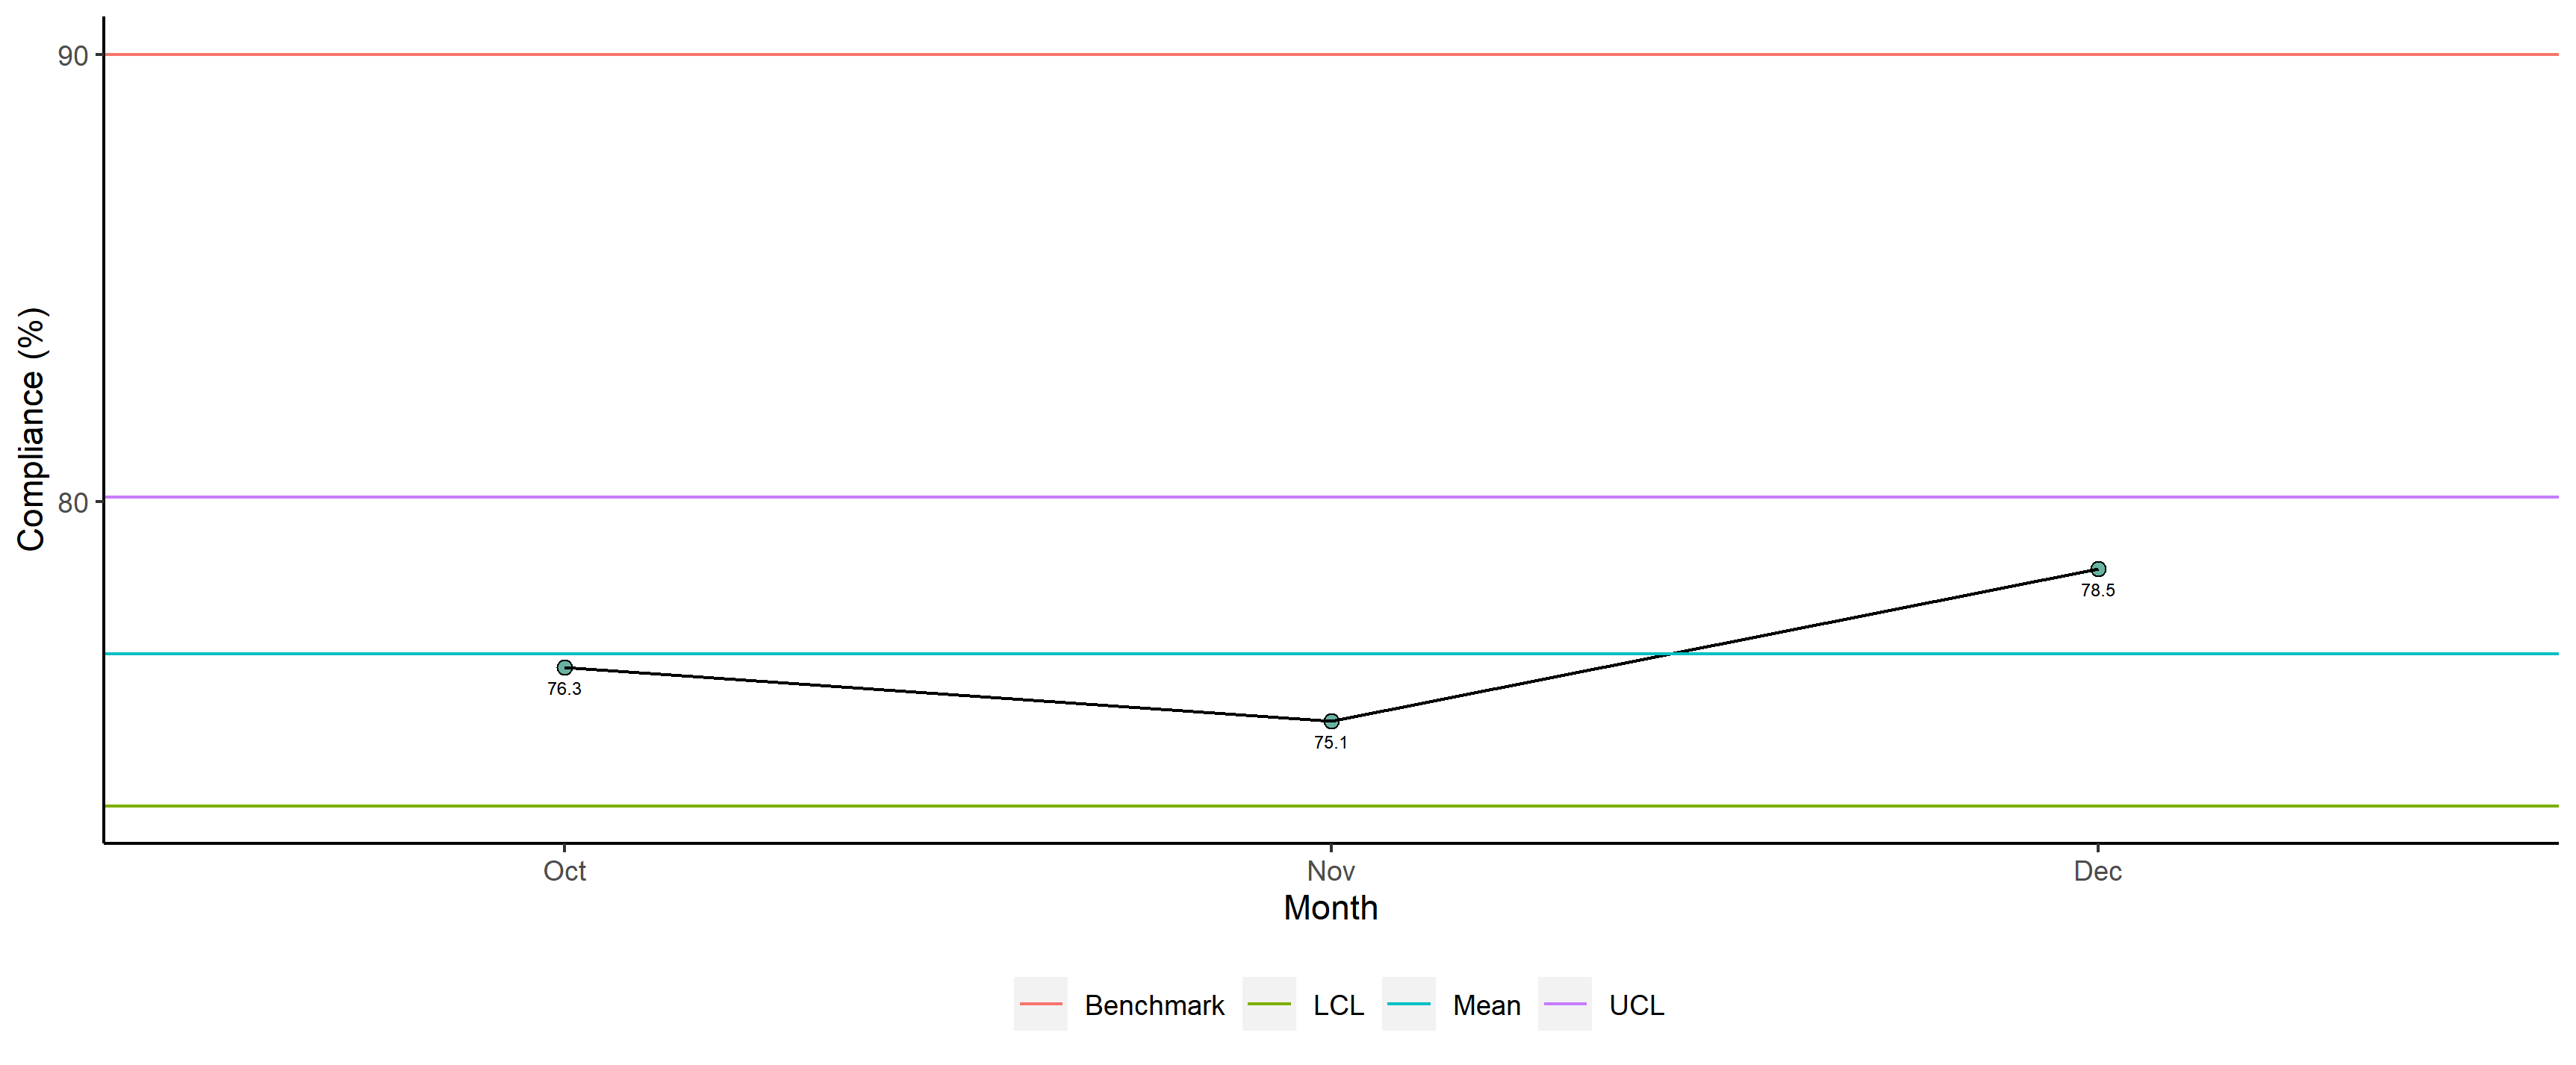 90
80
Compliance (%)
76.3
75.1
78.5
Oct Nov Dec
Month
Benchmark LCL Mean UCL